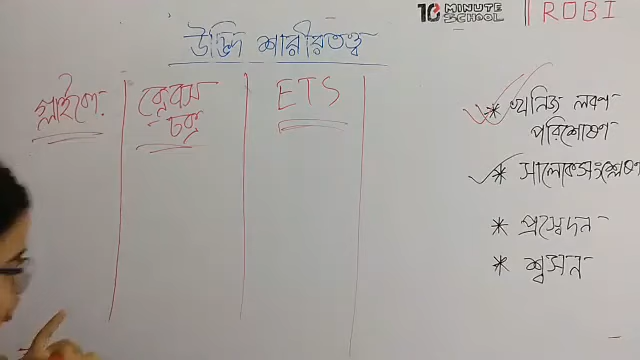 10 MINUTE SCHOOL || ROBI
উদ্ভিদ শারীরতত্ত্ব
গ্লাইকো.
ক্রেবস চক্র
ETS
* খনিজ লবণ
পরিশোষণ
* সালোকসংশ্লেষণ
* প্রস্বেদন
* শ্বসন